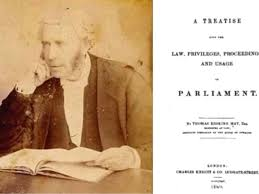 A TREATISE
UPON THE
LAW, PRIVILEGES, PROCEEDINGS
AND USAGE
OF
PARLIAMENT.
BY THOMAS ERSKINE MAY, ESQ.
LONDON:
CHARLES KNIGHT & CO. LUDGATE-STREET.